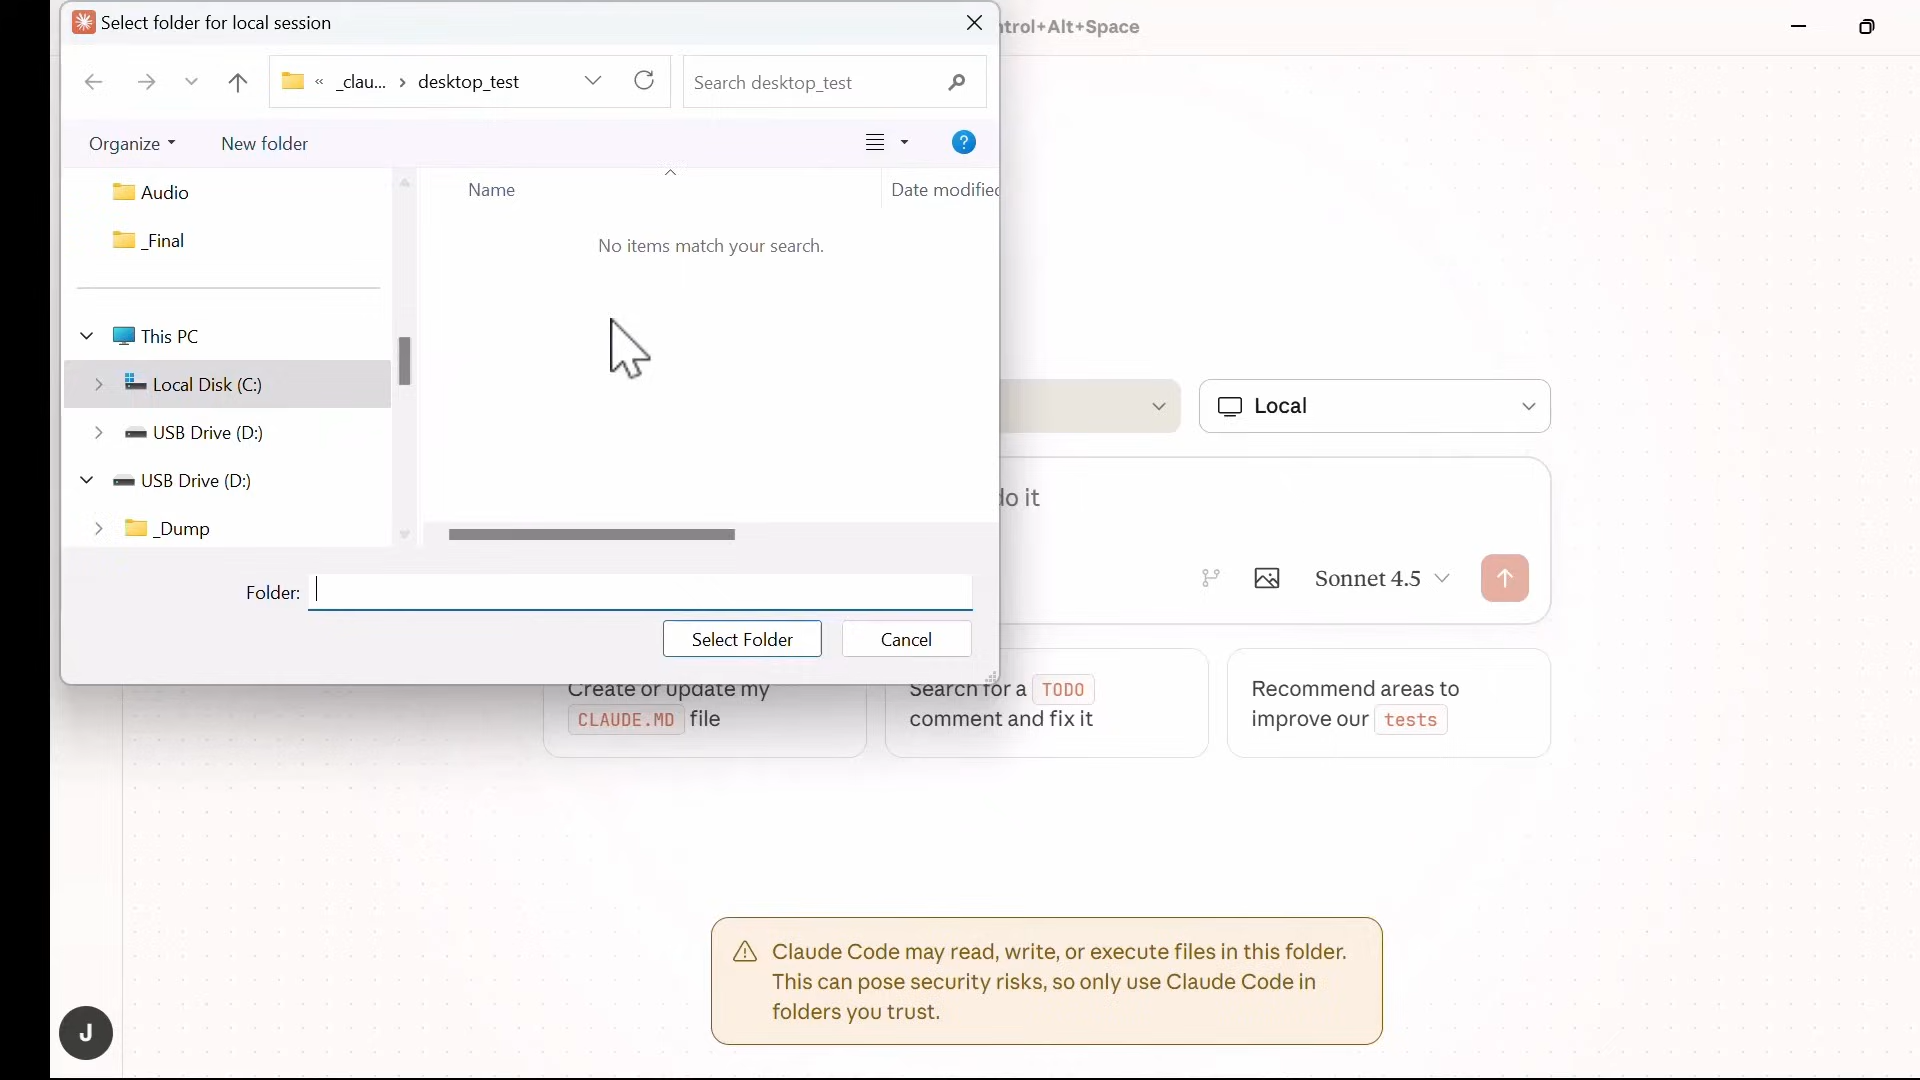 Select folder for local session
ntrol+Alt+Space
« _clau... › desktop_test
Search desktop_test
Organize
New folder
?
Audio
_Final
This PC
Local Disk (C:)
USB Drive (D:)
USB Drive (D:)
_Dump
Name
Date modified
No items match your search.
Folder:
Select Folder
Cancel
Local
do it
Sonnet 4.5
Create or update my
CLAUDE.MD file
Search for a TODO
comment and fix it
Recommend areas to
improve our tests
Claude Code may read, write, or execute files in this folder.
This can pose security risks, so only use Claude Code in
folders you trust.
J